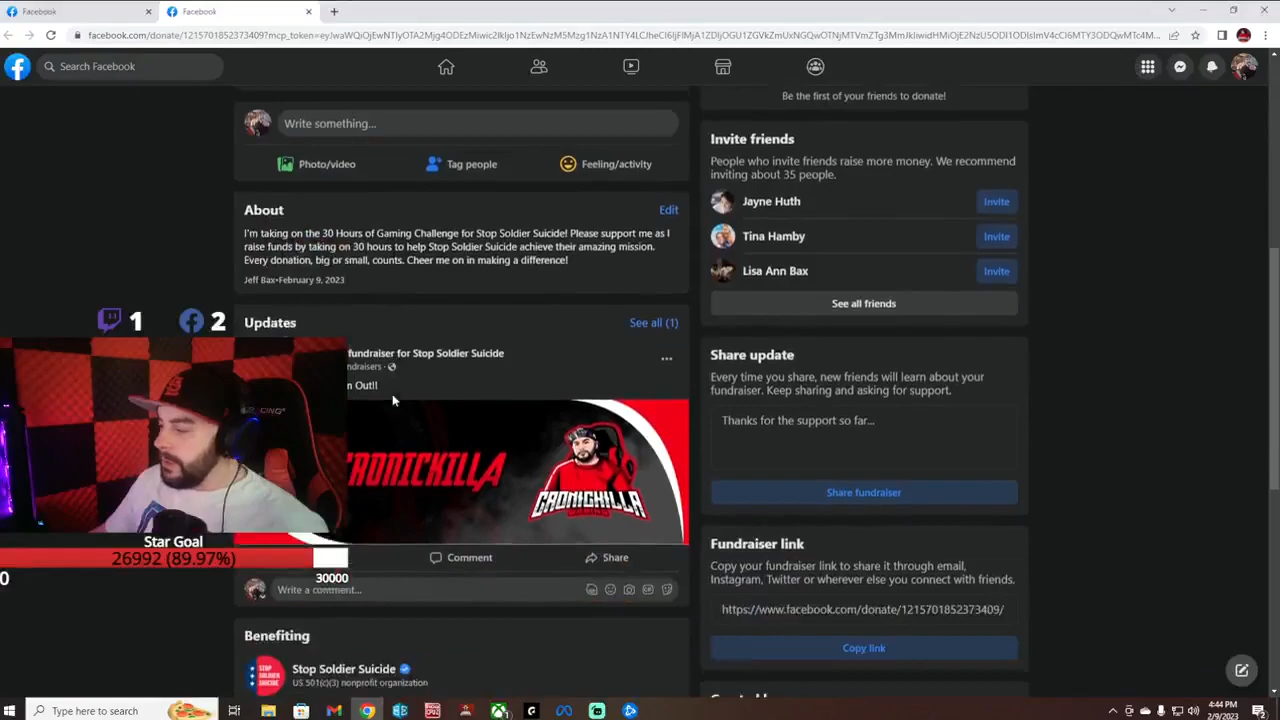 Facebook
Facebook
Search Facebook
Be the first of your friends to donate!
Write something...
Photo/video
Tag people
Feeling/activity
About
Edit
I'm taking on the 30 Hours of Gaming Challenge for Stop Soldier Suicide! Please support me as I
raise funds by taking on 30 hours to help Stop Soldier Suicide achieve their amazing mission.
Every donation, big or small, counts. Cheer me on in making a difference!
Jeff Bax•February 9, 2023
Invite friends
People who invite friends raise more money. We recommend
inviting about 35 people.
Jayne Huth
Invite
Tina Hamby
Invite
Lisa Ann Bax
Invite
See all friends
1
2
Updates
See all (1)
fundraiser for Stop Soldier Suicide
Out!!
CRONICKILLA
CRONICKILLA
Star Goal
26992 (89.97%)
30000
0
Comment
Share
Write a comment...
Share update
Every time you share, new friends will learn about your
fundraiser. Keep sharing and asking for support.
Thanks for the support so far...
Share fundraiser
Fundraiser link
Copy your fundraiser link to share it through email,
Instagram, Twitter or wherever else you connect with friends.
https://www.facebook.com/donate/1215701852373409/
Copy link
Benefiting
STOP
SOLDIER
SUICIDE
Stop Soldier Suicide
US 501(c)(3) nonprofit organization
Type here to search
4:44 PM
2/9/2023